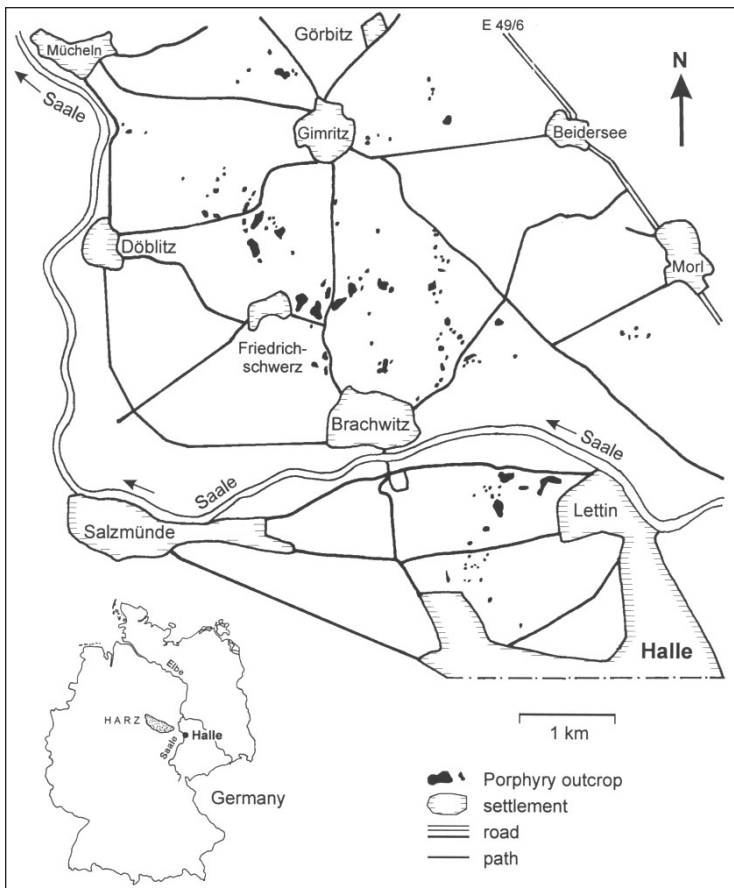 E 49/6
Görbitz
Mücheln
N
Saale
Gimritz
Beidersee
Döblitz
Morl
Friedrich-
schwerz
Brachwitz
Saale
Saale
Salzmünde
Lettin
Halle
Elbe
HARZ
Halle
Saale
Germany
1 km
Porphyry outcrop
settlement
road
path